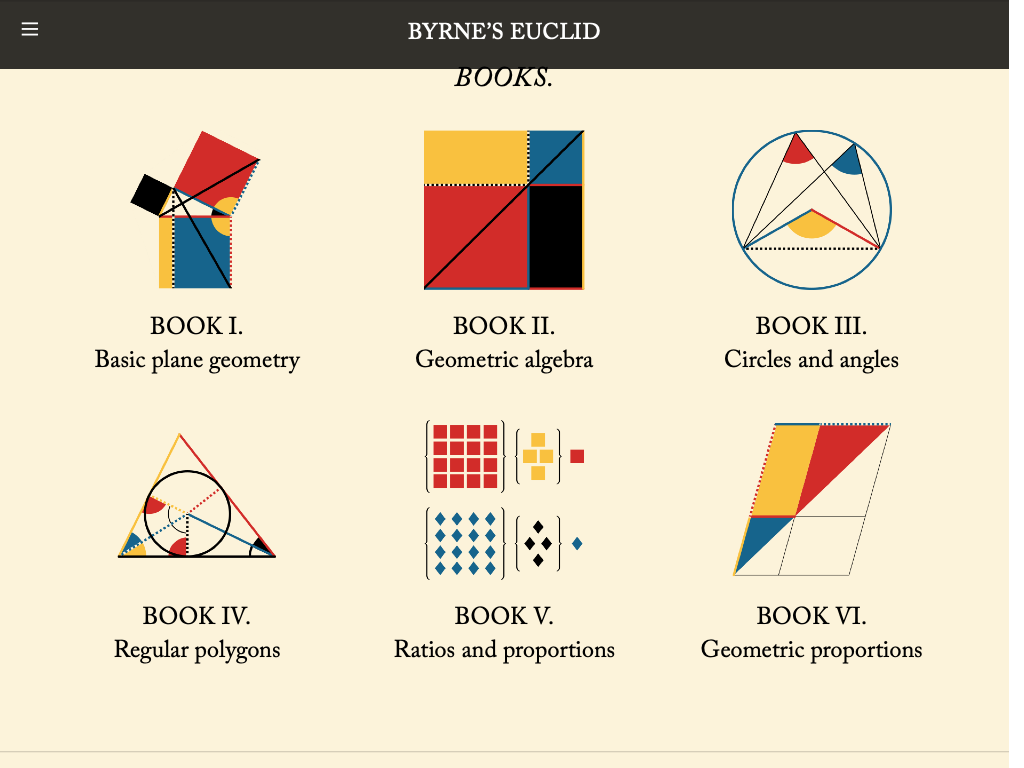 BYRNE’S EUCLID
BOOKS.
BOOK I.
Basic plane geometry
BOOK II.
Geometric algebra
BOOK III.
Circles and angles
BOOK IV.
Regular polygons
BOOK V.
Ratios and proportions
BOOK VI.
Geometric proportions